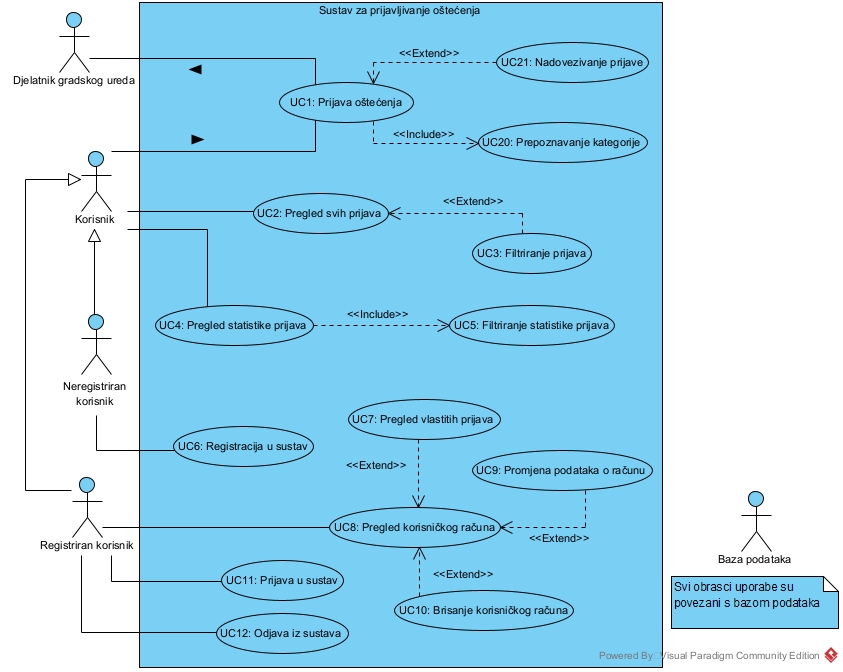 Sustav za prijavljivanje oštećenja
Djelatnik gradskog ureda
<<Extend>>
UC21: Nadovezivanje prijave
UC1: Prijava oštećenja
<<Include>>
UC20: Prepoznavanje kategorije
Korisnik
<<Extend>>
UC2: Pregled svih prijava
UC3: Filtriranje prijava
<<Include>>
UC4: Pregled statistike prijava
UC5: Filtriranje statistike prijava
Neregistriran
korisnik
UC7: Pregled vlastitih prijava
UC6: Registracija u sustav
<<Extend>>
UC9: Promjena podataka o računu
UC8: Pregled korisničkog računa
<<Extend>>
Registriran korisnik
Baza podataka
<<Extend>>
UC11: Prijava u sustav
Svi obrasci uporabe su
povezani s bazom podataka
UC10: Brisanje korisničkog računa
UC12: Odjava iz sustava
Powered By Visual Paradigm Community Edition